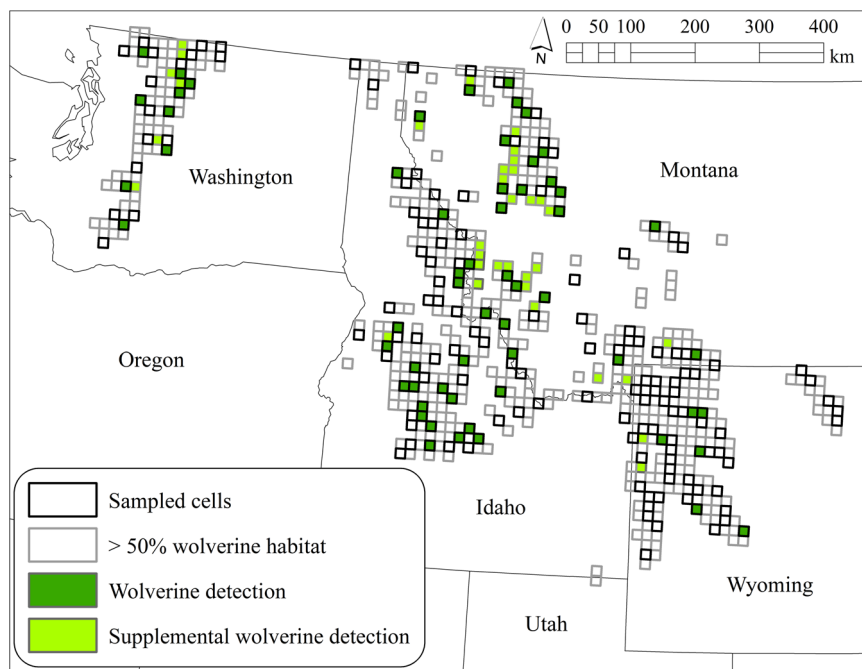 0 50 100 200 300 400
km
N
Washington
Montana
Oregon
Idaho
Wyoming
Utah
Sampled cells
> 50% wolverine habitat
Wolverine detection
Supplemental wolverine detection